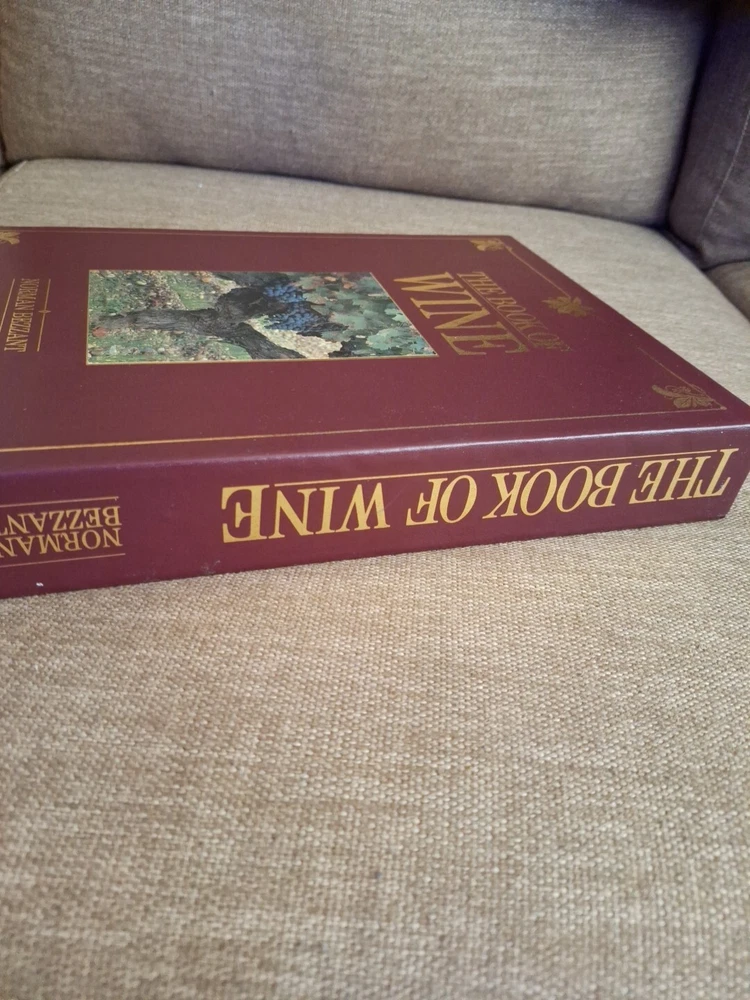 THE BOOK OF
WINE
NORMAN BEZZANT
THE BOOK OF WINE
NORMAN
BEZZANT